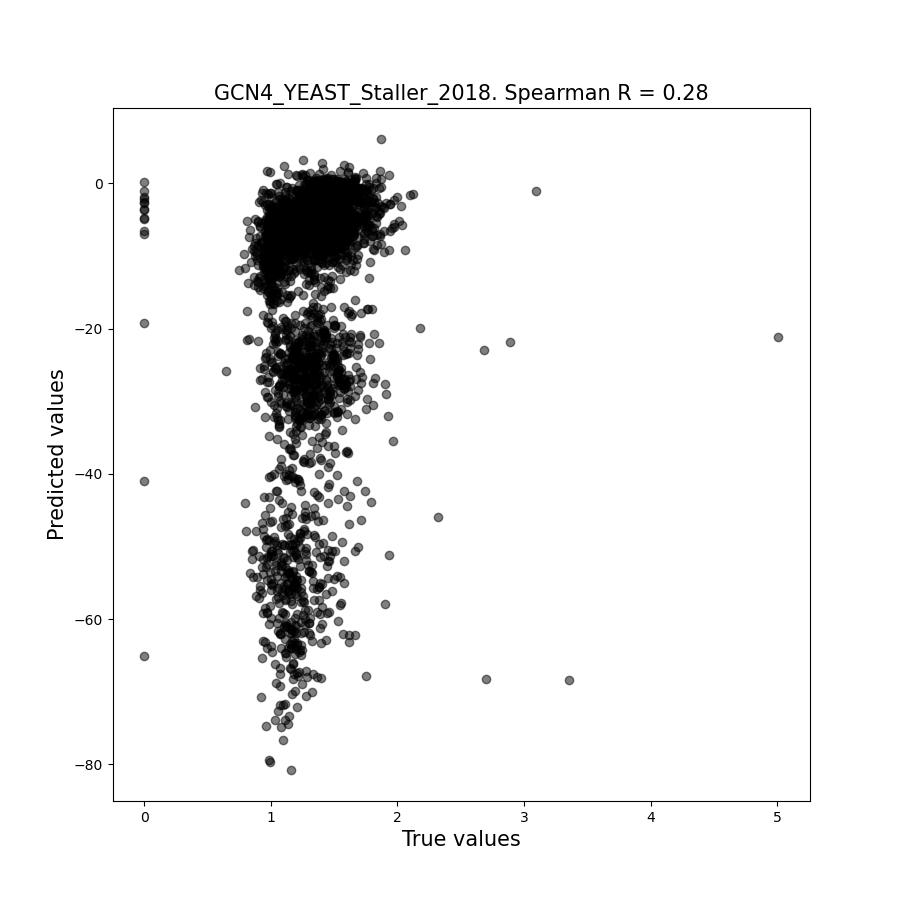 GCN4_YEAST_Staller_2018. Spearman R = 0.28
0
−20
−40
−60
−80
Predicted values
0 1 2 3 4 5
True values